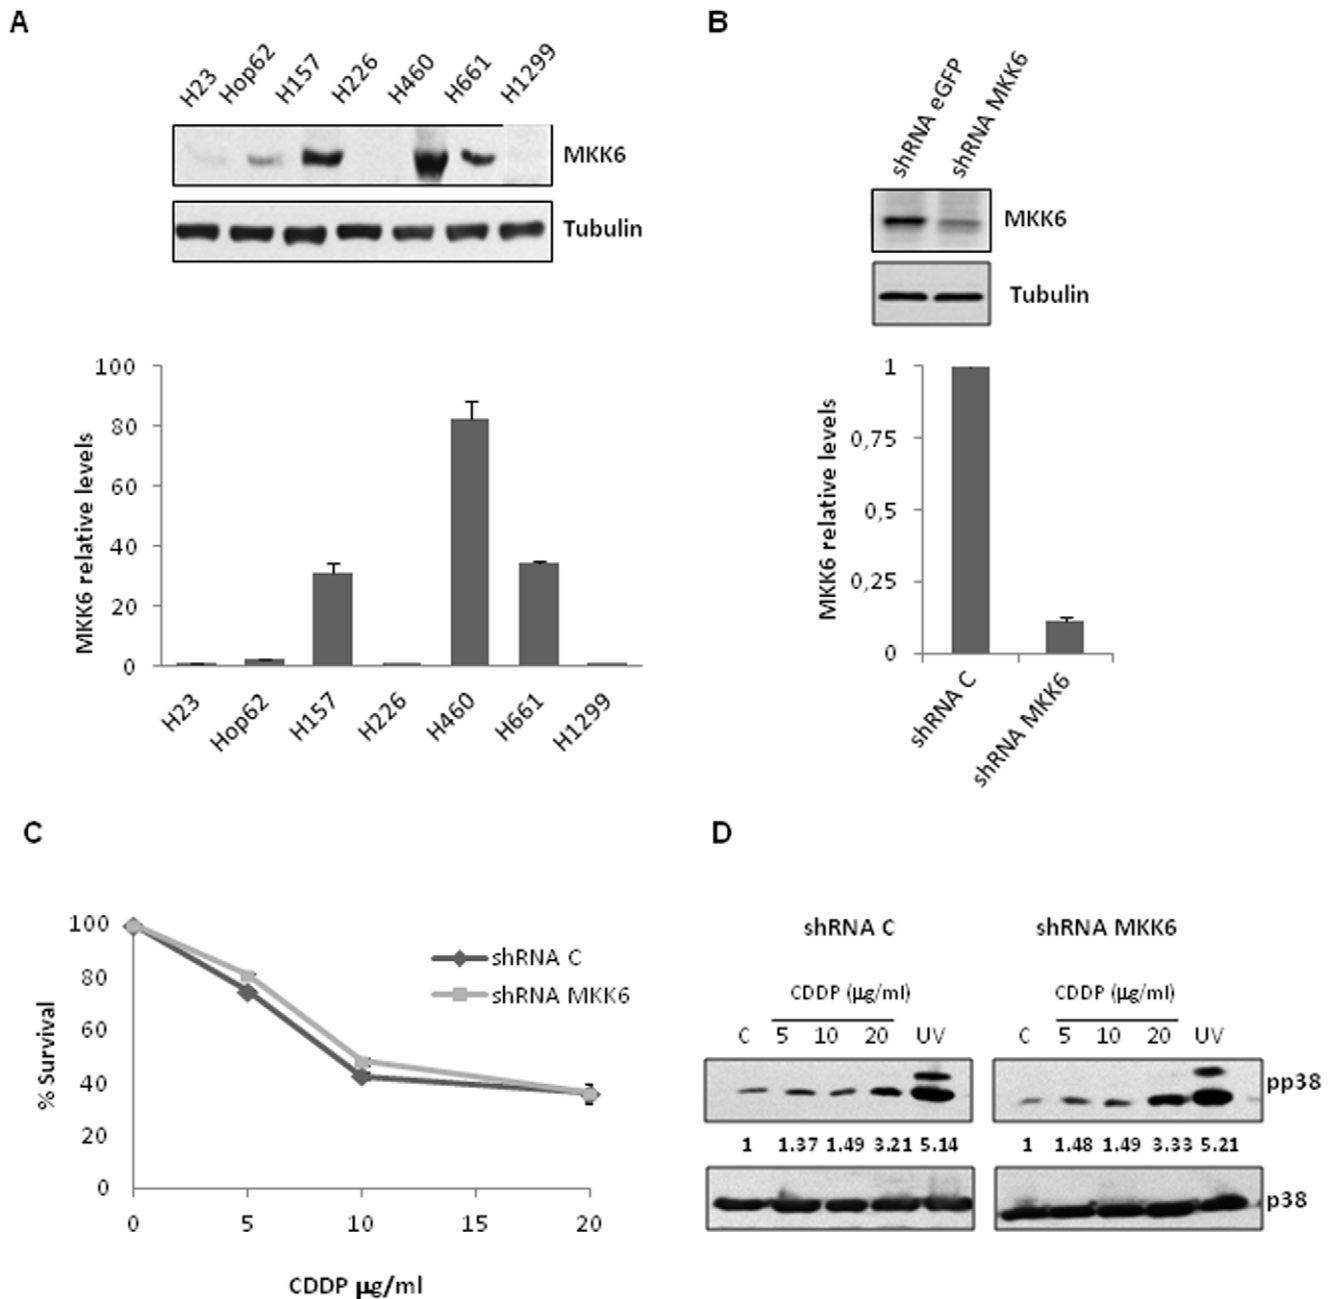 A
H23 Hop62 H157 H226 H460 H661 H1299
MKK6
Tubulin
MKK6 relative levels
100
80
60
40
20
0
H23 Hop62 H157 H226 H460 H661 H1299
B
shRNA eGFP shRNA MKK6
MKK6
Tubulin
MKK6 relative levels
1
0,75
0,5
0,25
0
shRNA C shRNA MKK6
C
% Survival
100
80
60
40
20
0
shRNA C
shRNA MKK6
0 5 10 15 20
CDDP µg/ml
D
shRNA C shRNA MKK6
CDDP (µg/ml) CDDP (µg/ml)
C 5 10 20 UV C 5 10 20 UV
pp38
1 1.37 1.49 3.21 5.14 1 1.48 1.49 3.33 5.21
p38